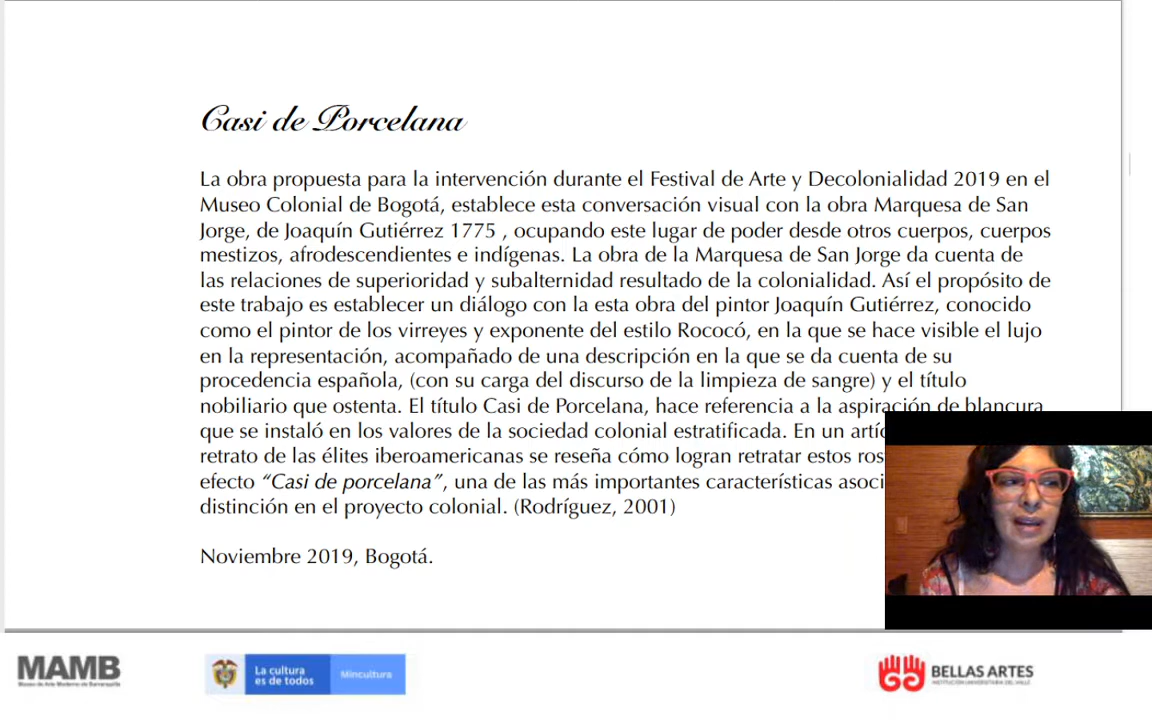 Casi de Porcelana
La obra propuesta para la intervención durante el Festival de Arte y Decolonialidad 2019 en el
Museo Colonial de Bogotá, establece esta conversación visual con la obra Marquesa de San
Jorge, de Joaquín Gutiérrez 1775 , ocupando este lugar de poder desde otros cuerpos, cuerpos
mestizos, afrodescendientes e indígenas. La obra de la Marquesa de San Jorge da cuenta de
las relaciones de superioridad y subalternidad resultado de la colonialidad. Así el propósito de
este trabajo es establecer un diálogo con la esta obra del pintor Joaquín Gutiérrez, conocido
como el pintor de los virreyes y exponente del estilo Rococó, en la que se hace visible el lujo
en la representación, acompañado de una descripción en la que se da cuenta de su
procedencia española, (con su carga del discurso de la limpieza de sangre) y el título
nobiliario que ostenta. El título Casi de Porcelana, hace referencia a la aspiración de blancura
que se instaló en los valores de la sociedad colonial estratificada. En un
retrato de las élites iberoamericanas se reseña cómo logran retratar estos
efecto “Casi de porcelana”, una de las más importantes características
distinción en el proyecto colonial. (Rodríguez, 2001)
Noviembre 2019, Bogotá.
MAMB
Museo de Arte Moderno de Barranquilla
La cultura
es de todos
Mincultura
BELLAS ARTES
INSTITUCIÓN UNIVERSITARIA DEL VALLE